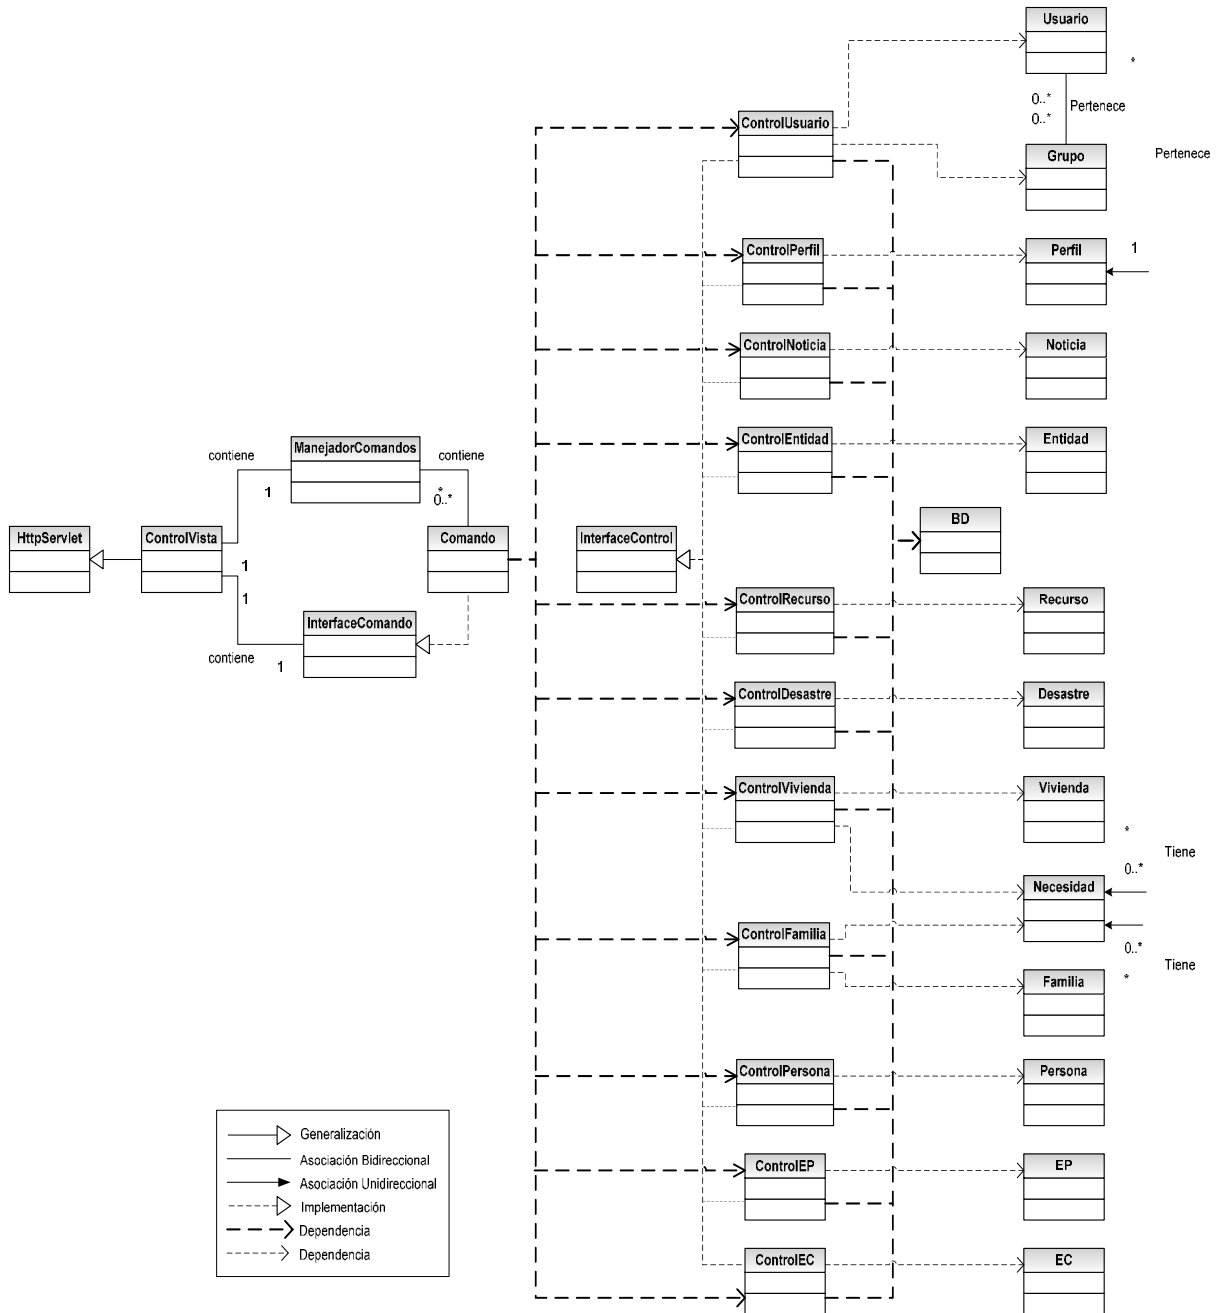 Usuario
*
0..*
0..*
Pertenece
ControlUsuario
Grupo
Pertenece
ControlPerfil
Perfil
1
ControlNoticia
Noticia
ControlEntidad
Entidad
ManejadorComandos
contiene
contiene
1
*
0..*
BD
HttpServlet
ControlVista
Comando
InterfaceControl
1
1
InterfaceComando
contiene
1
ControlRecurso
Recurso
ControlDesastre
Desastre
ControlVivienda
Vivienda
*
Tiene
0..*
Necesidad
ControlFamilia
0..*
Tiene
*
Familia
ControlPersona
Persona
ControlEP
EP
ControlEC
EC
Generalización
Asociación Bidireccional
Asociación Unidireccional
Implementación
Dependencia
Dependencia